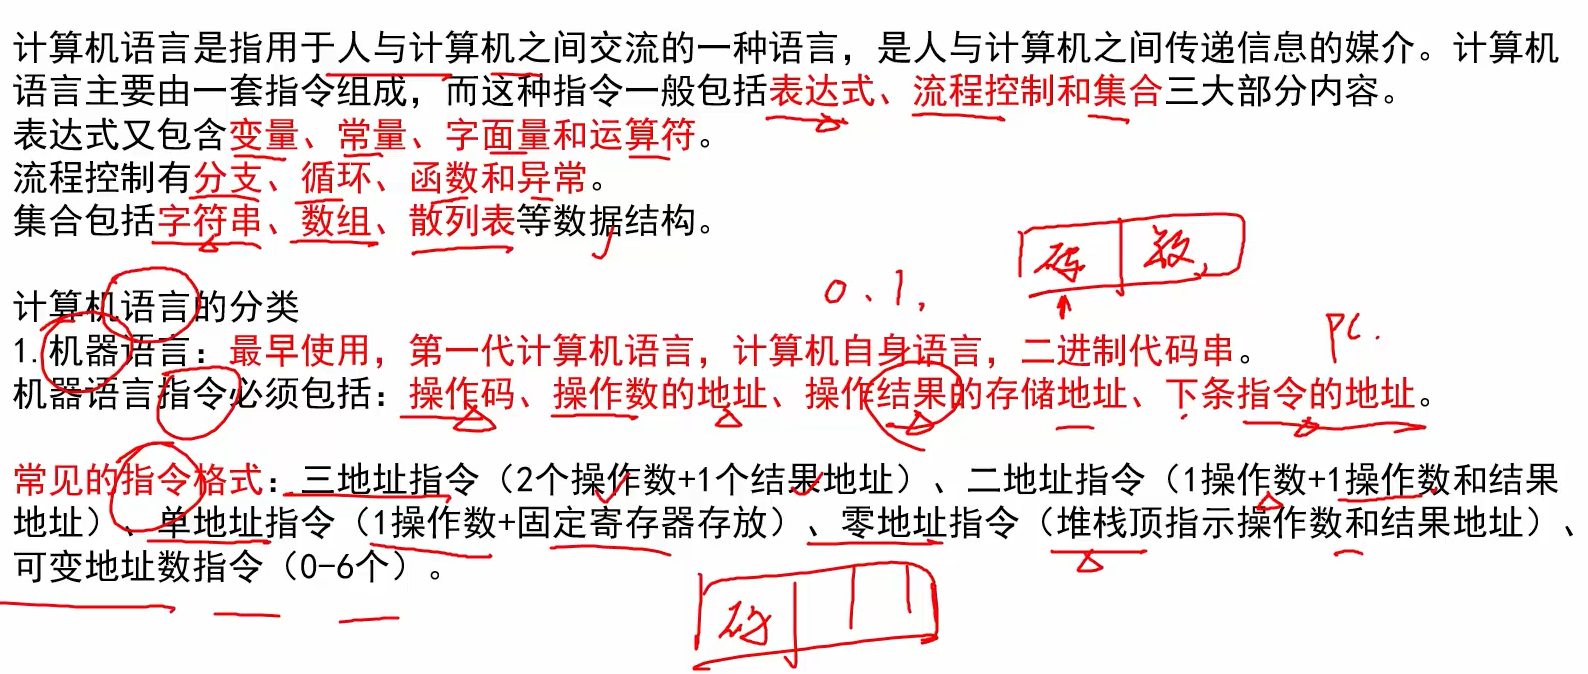 计算机语言是指用于人与计算机之间交流的一种语言，是人与计算机之间传递信息的媒介。计算机
语言主要由一套指令组成，而这种指令一般包括表达式、流程控制和集合三大部分内容。
表达式又包含变量、常量、字面量和运算符。
流程控制有分支、循环、函数和异常。
集合包括字符串、数组、散列表等数据结构。
码 数
计算机语言的分类
0、1，
1.机器语言：最早使用，第一代计算机语言，计算机自身语言，二进制代码串。
PC.
机器语言指令必须包括：操作码、操作数的地址、操作结果的存储地址、下条指令的地址。
常见的指令格式：三地址指令（2个操作数+1个结果地址）、二地址指令（1操作数+1操作数和结果
地址）、单地址指令（1操作数+固定寄存器存放）、零地址指令（堆栈顶指示操作数和结果地址）、
可变地址数指令（0-6个）。
码